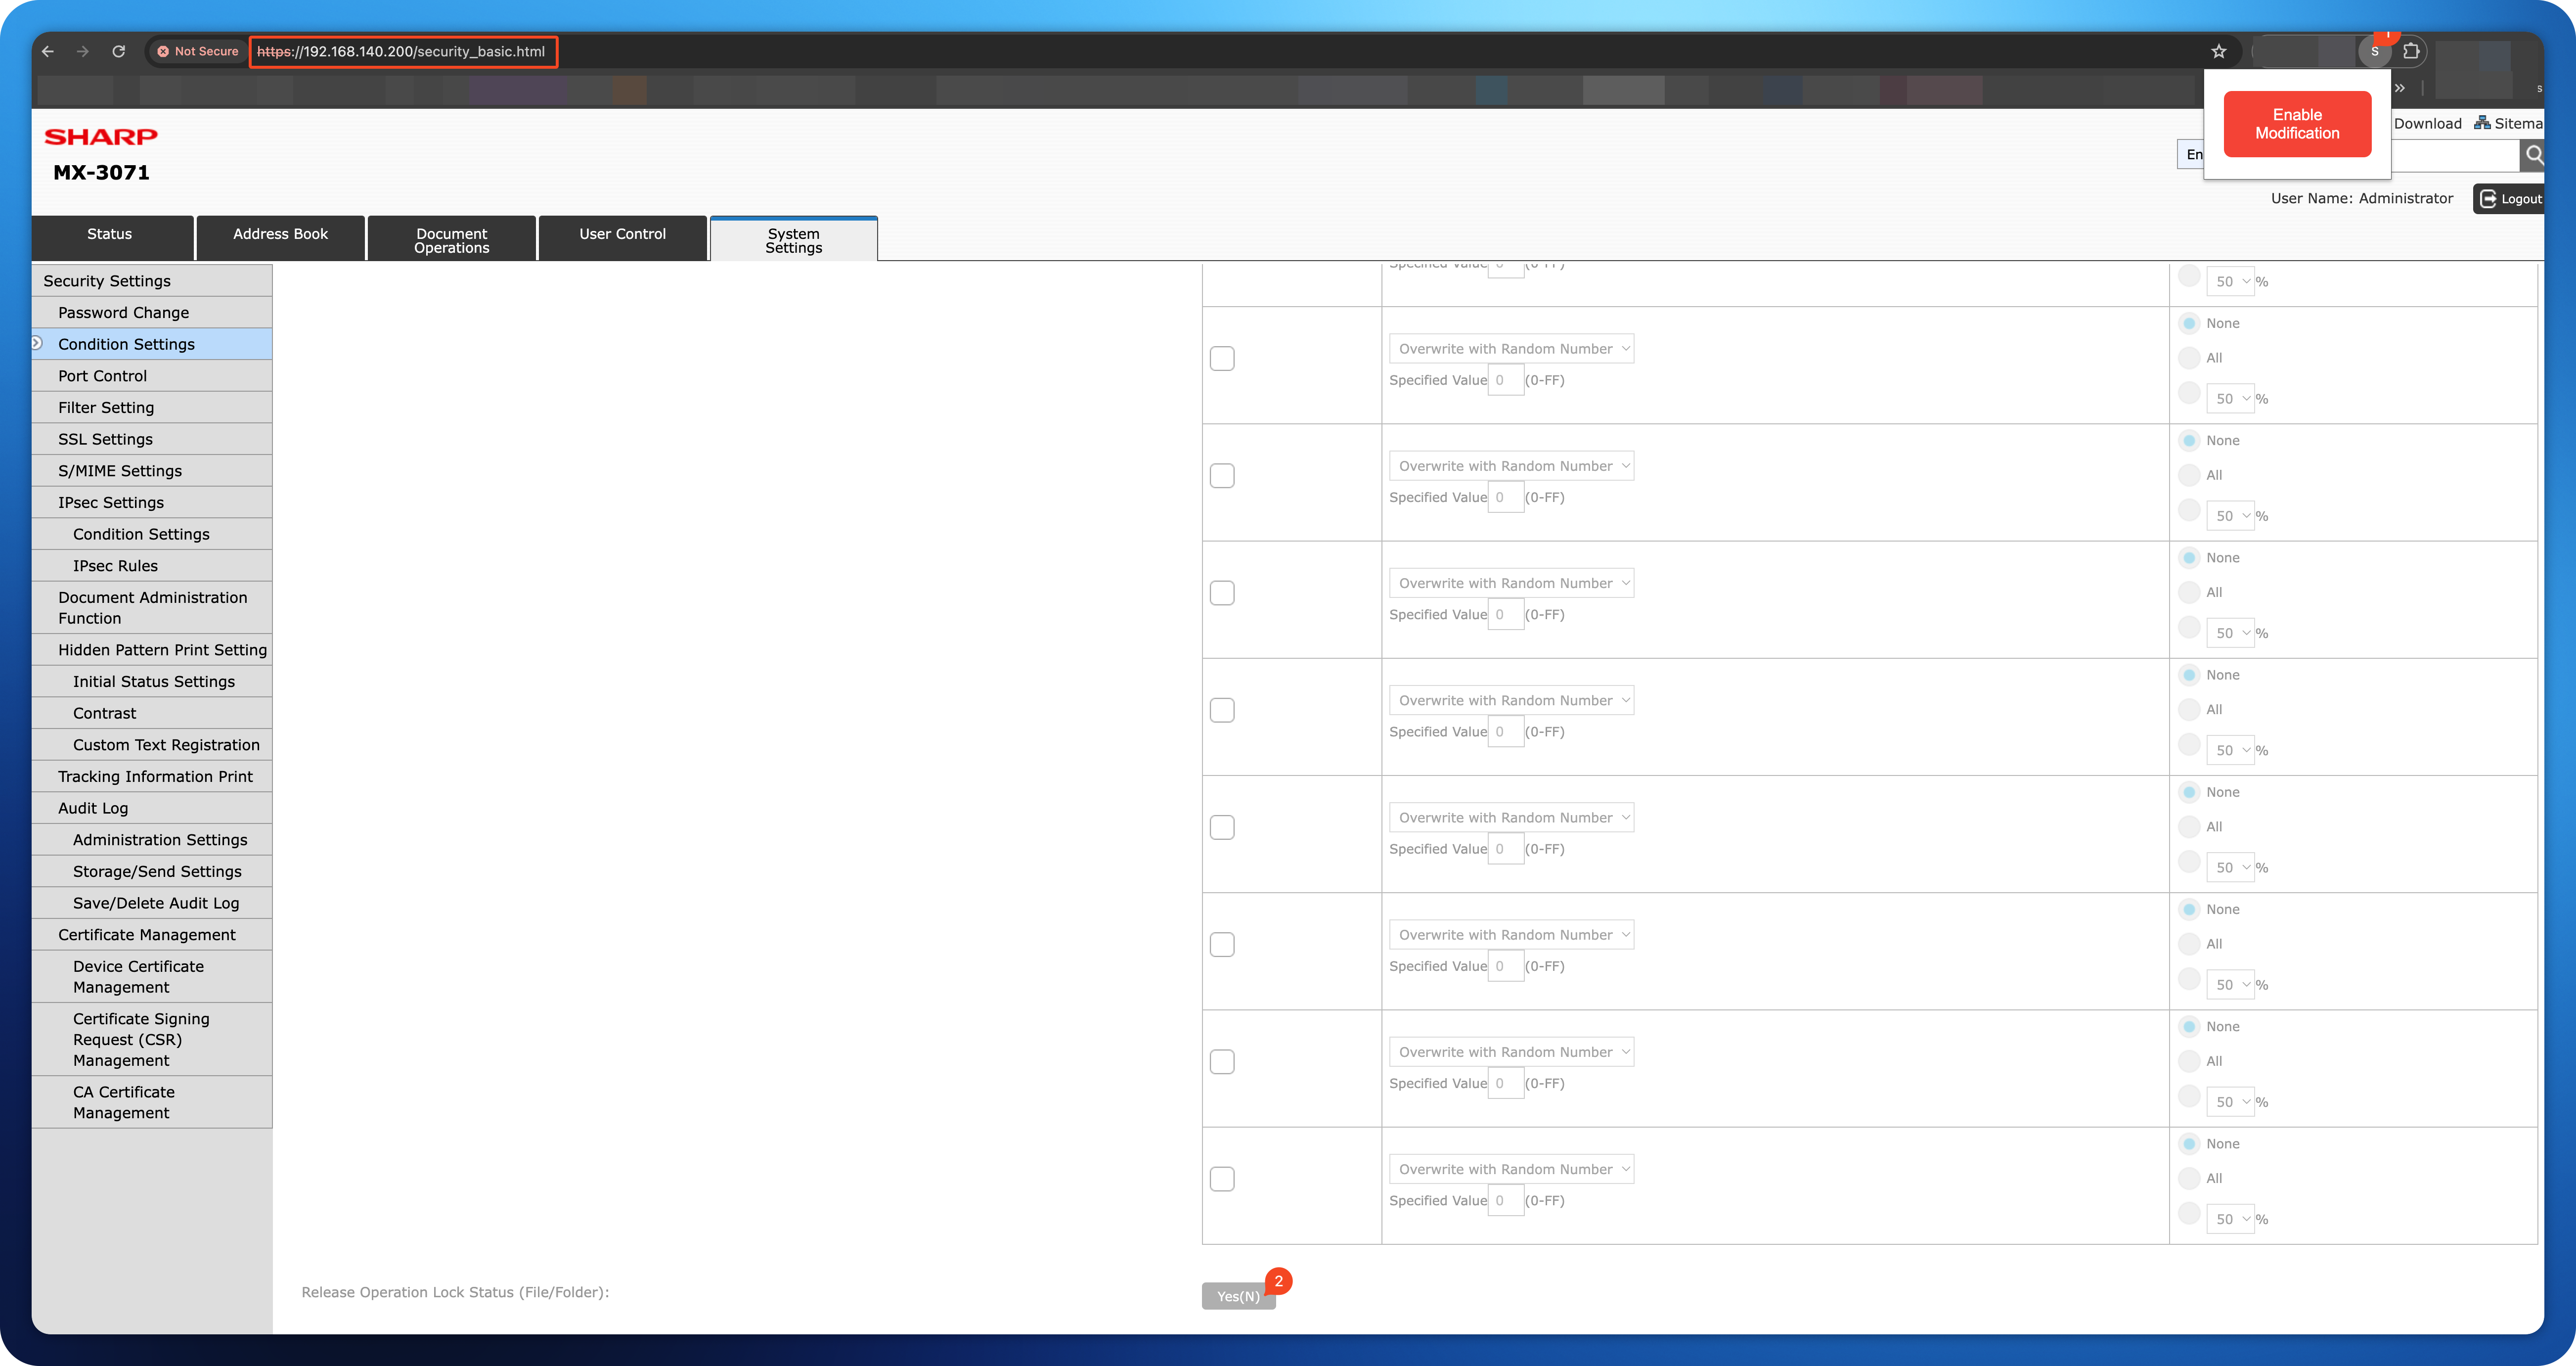 Not Secure
https://192.168.140.200/security_basic.html
S
1
Enable
Modification
Download
Sitema
SHARP
MX-3071
En
User Name: Administrator
Logout
Status
Address Book
Document
Operations
User Control
System
Settings
Security Settings
Password Change
Condition Settings
Port Control
Filter Setting
SSL Settings
S/MIME Settings
IPsec Settings
Condition Settings
IPsec Rules
Document Administration
Function
Hidden Pattern Print Setting
Initial Status Settings
Contrast
Custom Text Registration
Tracking Information Print
Audit Log
Administration Settings
Storage/Send Settings
Save/Delete Audit Log
Certificate Management
Device Certificate
Management
Certificate Signing
Request (CSR)
Management
CA Certificate
Management
Specified Value 0 (0-FF)
50 %
None
Overwrite with Random Number
All
Specified Value 0 (0-FF)
50 %
None
Overwrite with Random Number
All
Specified Value 0 (0-FF)
50 %
None
Overwrite with Random Number
All
Specified Value 0 (0-FF)
50 %
None
Overwrite with Random Number
All
Specified Value 0 (0-FF)
50 %
None
Overwrite with Random Number
All
Specified Value 0 (0-FF)
50 %
None
Overwrite with Random Number
All
Specified Value 0 (0-FF)
50 %
None
Overwrite with Random Number
All
Specified Value 0 (0-FF)
50 %
None
Overwrite with Random Number
All
Specified Value 0 (0-FF)
50 %
Release Operation Lock Status (File/Folder):
Yes(N)
2